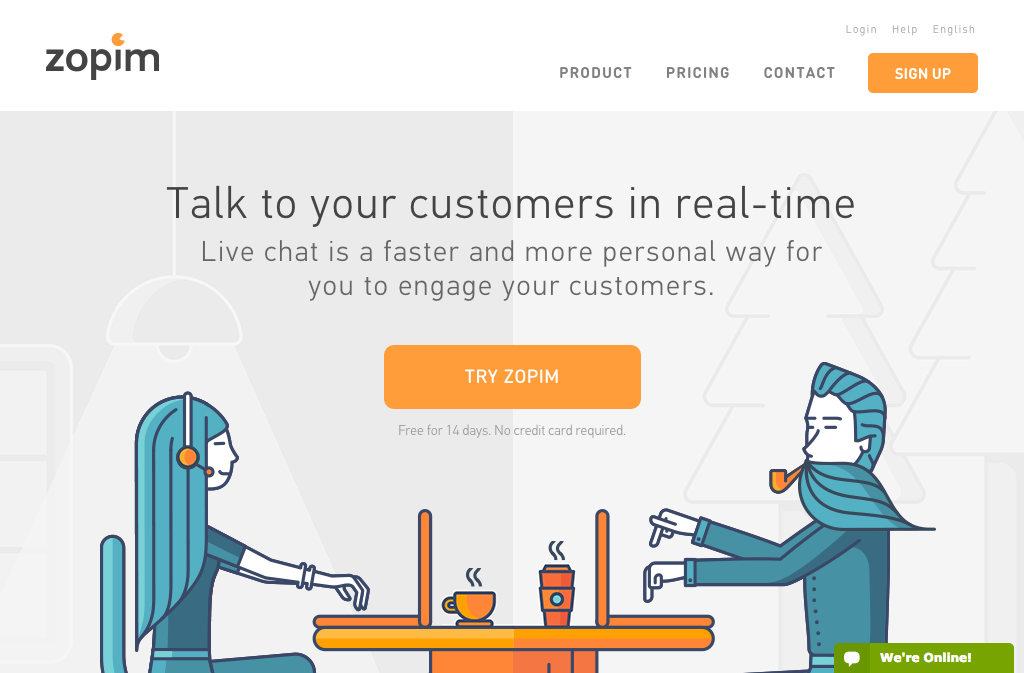 Login Help English
zopim
PRODUCT PRICING CONTACT SIGN UP
Talk to your customers in real-time
Live chat is a faster and more personal way for
you to engage your customers.
TRY ZOPIM
Free for 14 days. No credit card required.
We're Online!